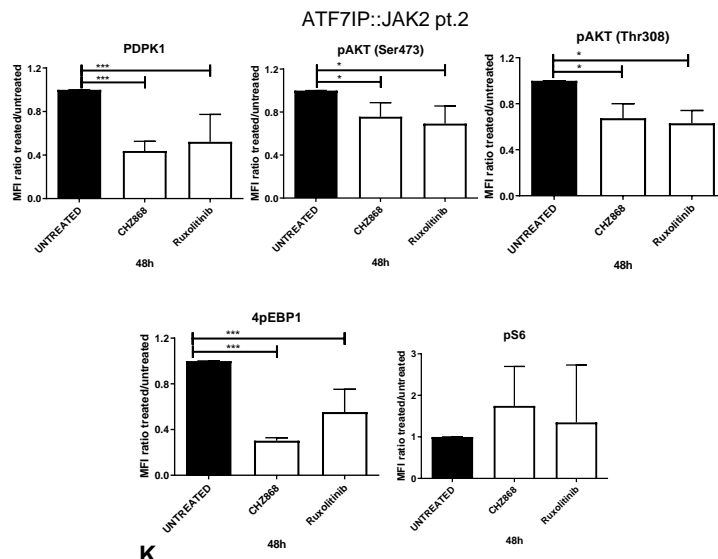 ATF7IP::JAK2 pt.2
PDPK1
MFI ratio treated/untreated
1.2
0.8
0.4
0.0
***
***
UNTREATED
CHZ868
Ruxolitinib
48h
pAKT (Ser473)
MFI ratio treated/untreated
1.2
0.8
0.4
0.0
*
*
UNTREATED
CHZ868
Ruxolitinib
48h
pAKT (Thr308)
MFI ratio treated/untreated
1.2
0.8
0.4
0.0
*
*
UNTREATED
CHZ868
Ruxolitinib
48h
4pEBP1
MFI ratio treated/untreated
1.2
0.8
0.4
0.0
***
***
UNTREATED
CHZ868
Ruxolitinib
48h
pS6
MFI ratio treated/untreated
3
2
1
0
UNTREATED
CHZ868
Ruxolitinib
48h
K